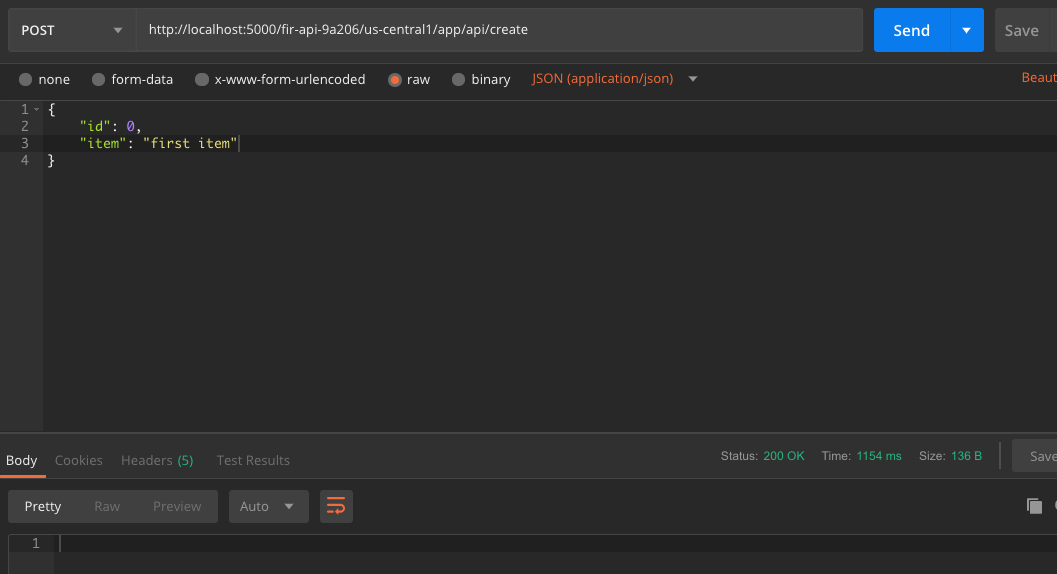 POST http://localhost:5000/fir-api-9a206/us-central1/app/api/create Send Save
none form-data x-www-form-urlencoded raw binary JSON (application/json) Beaut
1 {
2 "id": 0,
3 "item": "first item"
4 }
Body Cookies Headers (5) Test Results Status: 200 OK Time: 1154 ms Size: 136 B Save
Pretty Raw Preview Auto
1